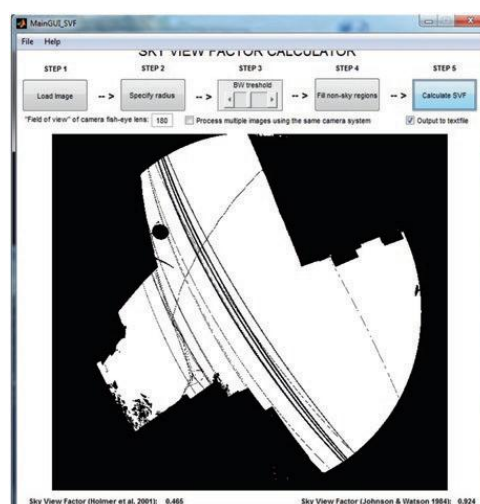 MainGUI_SVF
File Help
SKY VIEW FACTOR CALCULATOR
STEP 1 STEP 2 STEP 3 STEP 4 STEP 5
Load Image -- > Specify radius -- > BW treshold -- > Fill non-sky regions -- > Calculate SVF
"Field of view" of camera fish-eye lens: 180 Process multiple images using the same camera system Output to textfile
Sky View Factor (Holmer et al, 2001): 0.465 Sky View Factor (Johnson & Watson 1984): 0.924